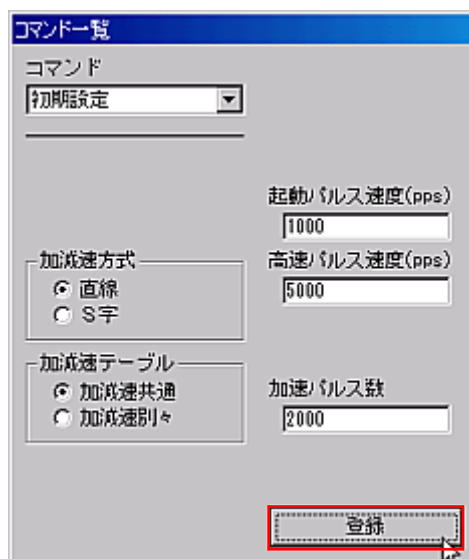 コマンド一覧
コマンド
初期設定
起動パルス速度(pps)
1000
加減速方式
高速パルス速度(pps)
直線
5000
S字
加減速テーブル
加減速共通
加速パルス数
加減速別々
2000
登録